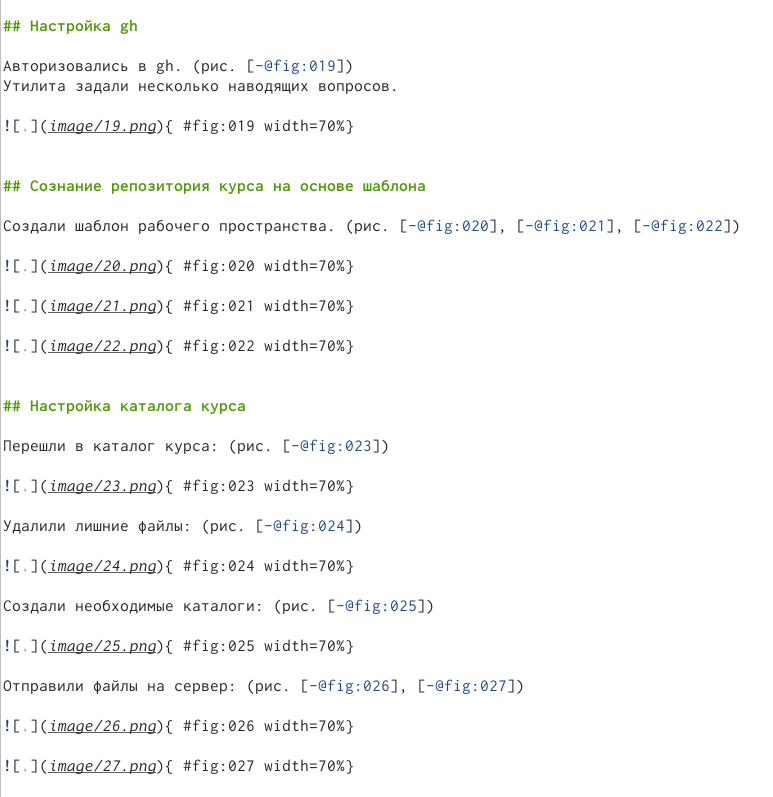 ## Настройка gh
Авторизовались в gh. (рис. [-@fig:019])
Утилита задали несколько наводящих вопросов.
![.](image/19.png){ #fig:019 width=70%}
## Сознание репозитория курса на основе шаблона
Создали шаблон рабочего пространства. (рис. [-@fig:020], [-@fig:021], [-@fig:022])
![.](image/20.png){ #fig:020 width=70%}
![.](image/21.png){ #fig:021 width=70%}
![.](image/22.png){ #fig:022 width=70%}
## Настройка каталога курса
Перешли в каталог курса: (рис. [-@fig:023])
![.](image/23.png){ #fig:023 width=70%}
Удалили лишние файлы: (рис. [-@fig:024])
![.](image/24.png){ #fig:024 width=70%}
Создали необходимые каталоги: (рис. [-@fig:025])
![.](image/25.png){ #fig:025 width=70%}
Отправили файлы на сервер: (рис. [-@fig:026], [-@fig:027])
![.](image/26.png){ #fig:026 width=70%}
![.](image/27.png){ #fig:027 width=70%}